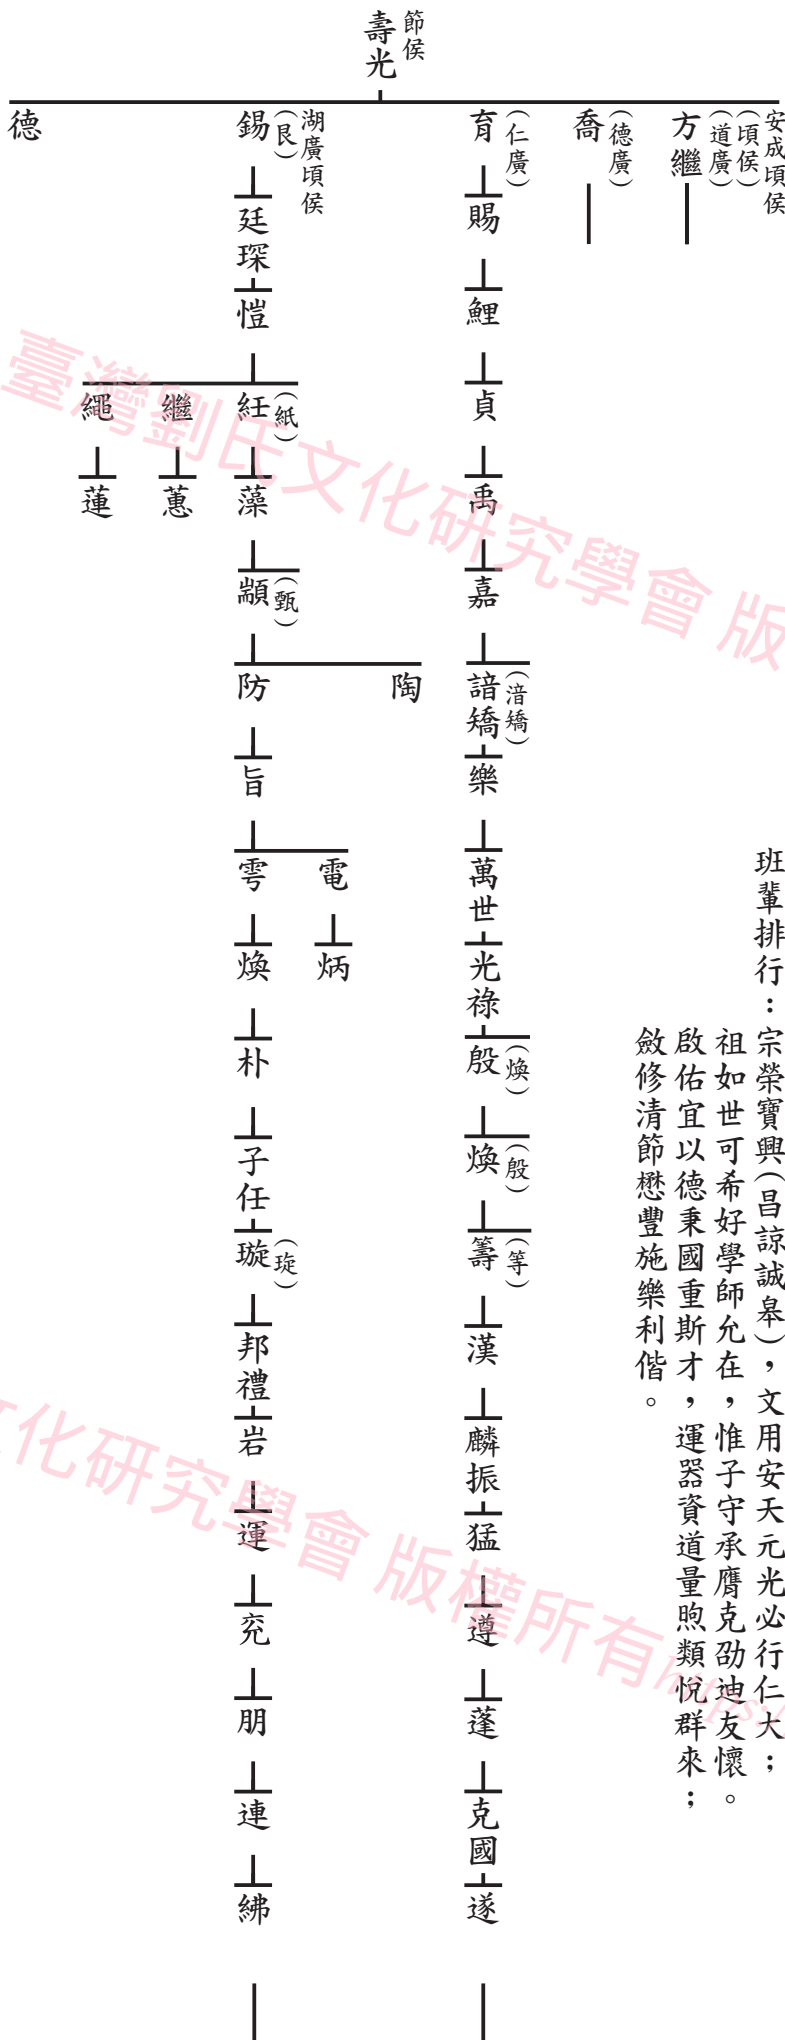 節侯
壽光
安成頃侯
(頃侯)
(道廣)
方繼
(德廣)
喬
(仁廣)
育
賜
鯉
貞
禹
嘉
(湆矯)
諳矯
樂
萬世
光祿
(煥)
殷
(殷)
煥
(等)
籌
漢
麟振
猛
遵
蓬
克國
遂
湖廣頃侯
(艮)
錫
廷琛
愷
(紙)
紝
繼
繩
藻
蕙
蓮
(甄)
顓
陶
防
旨
電
雩
炳
煥
朴
子任
(琁)
璇
邦禮
岩
運
兖
朋
連
紼
德
班輩排行：宗榮寶興(昌諒誠皋)，文用安天元光必行仁大；
祖如世可希好學師允在，惟子守承膺克劭迪友懷。
啟佑宜以德秉國重斯才，運器資道量煦類悅群來；
斂修清節懋豐施樂利偕。
臺灣劉氏文化研究學會 版
文化研究學會 版權所有https:/